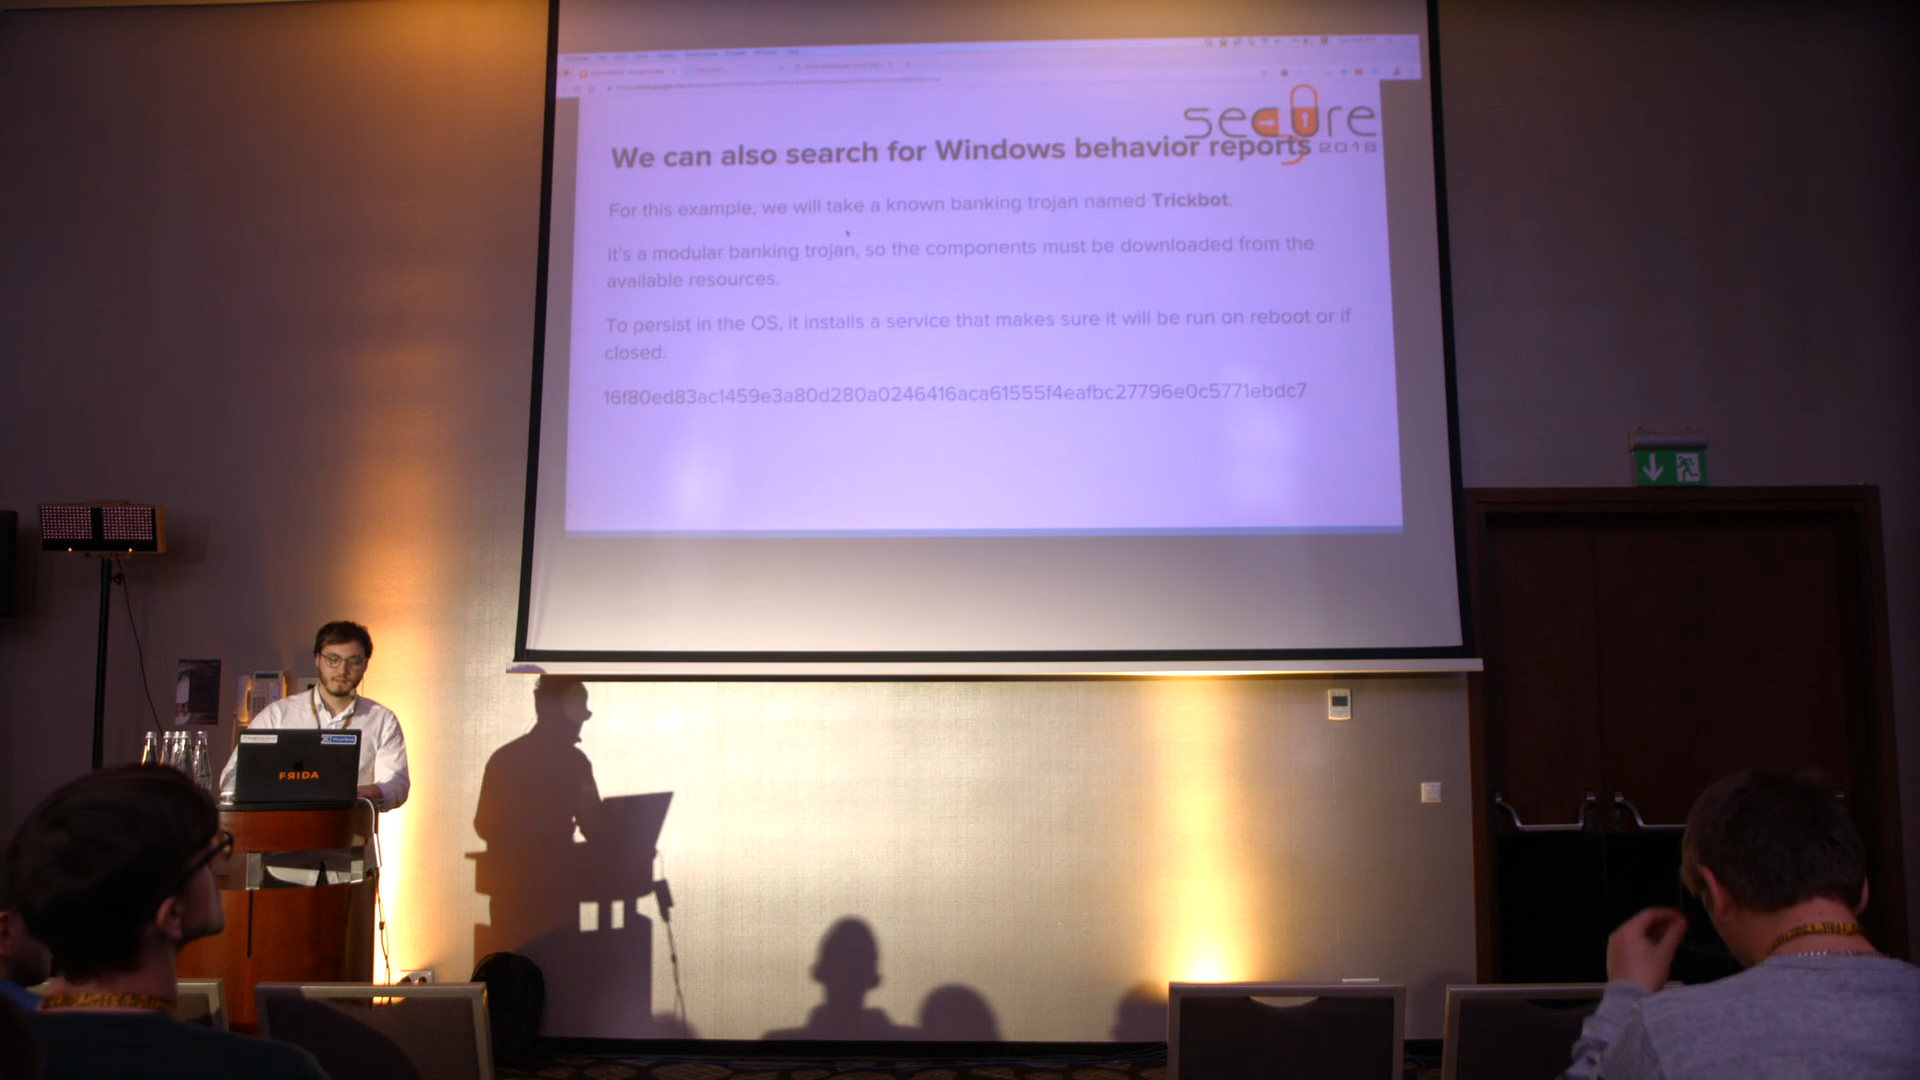 secure
2018
We can also search for Windows behavior reports
For this example, we will take a known banking trojan named Trickbot.
It's a modular banking trojan, so the components must be downloaded from the
available resources.
To persist in the OS, it installs a service that makes sure it will be run on reboot or if
closed.
16f80ed83ac1459e3a80d280a0246416aca61555f4eafbc27796e0c5771ebdc7
FRIDA